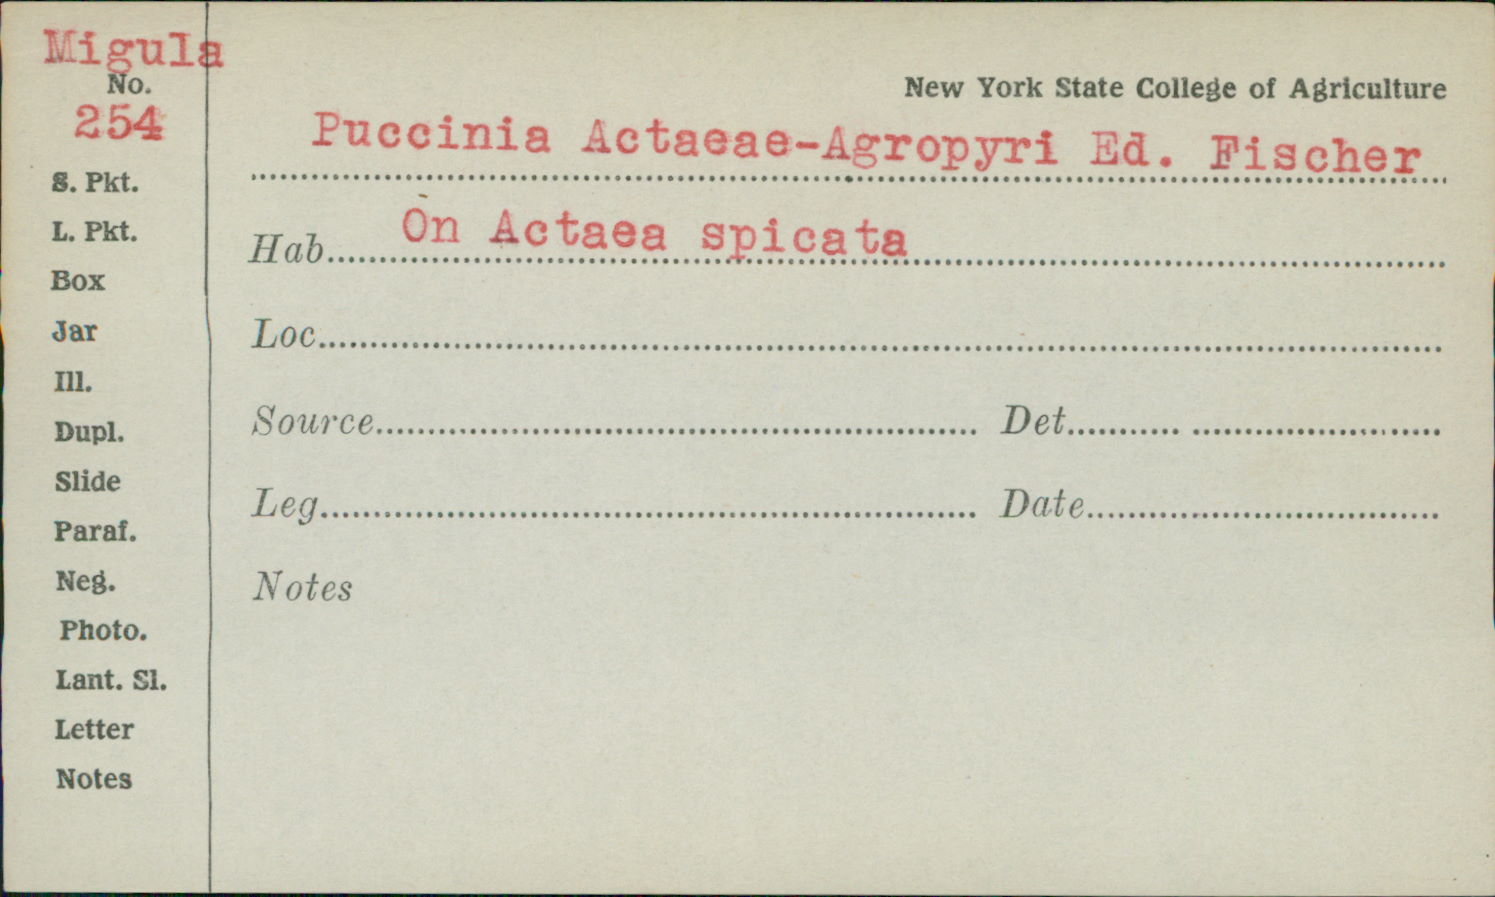 Migula
No.
254
S. Pkt.
L. Pkt.
Box
Jar
Ill.
Dupl.
Slide
Paraf.
Neg.
Photo.
Lant. Sl.
Letter
Notes
New York State College of Agriculture
Puccinia Actaeae-Agropyri Ed. Fischer
Hab. On Actaea spicata
Loc.
Source Det.
Leg. Date
Notes